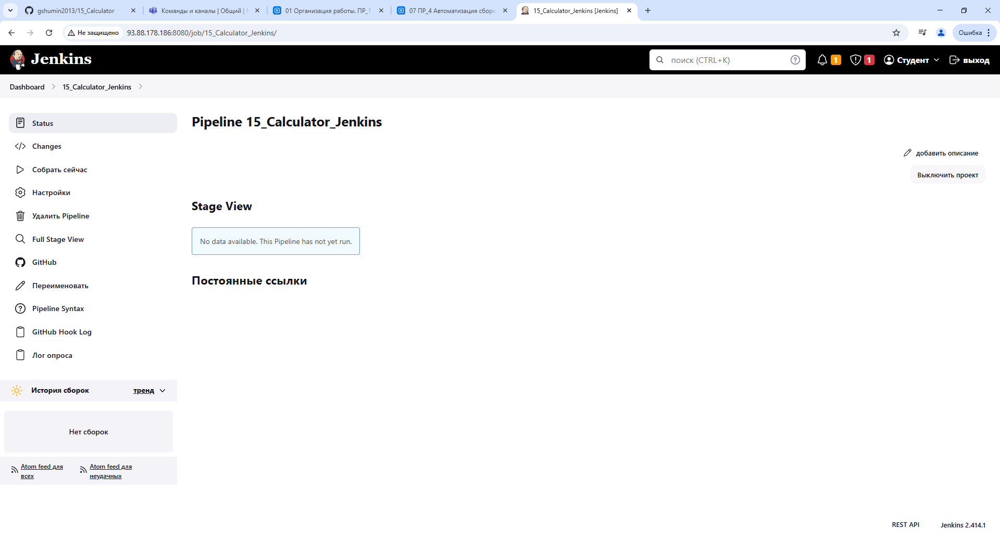 gshumin2013/15_Calculator
Команды и каналы | Общий |
01 Организация работы. ПР_1
07 ПР_4 Автоматизация сборк
15_Calculator_Jenkins [Jenkins]
Не защищено
93.88.178.186:8080/job/15_Calculator_Jenkins/
Ошибка
Jenkins
поиск (CTRL+K)
1
1
Студент
выход
Dashboard
15_Calculator_Jenkins
Status
Changes
Собрать сейчас
Настройки
Удалить Pipeline
Full Stage View
GitHub
Переименовать
Pipeline Syntax
GitHub Hook Log
Лог опроса
История сборок
тренд
Нет сборок
Atom feed для
всех
Atom feed для
неудачных
Pipeline 15_Calculator_Jenkins
добавить описание
Выключить проект
Stage View
No data available. This Pipeline has not yet run.
Постоянные ссылки
REST API
Jenkins 2.414.1